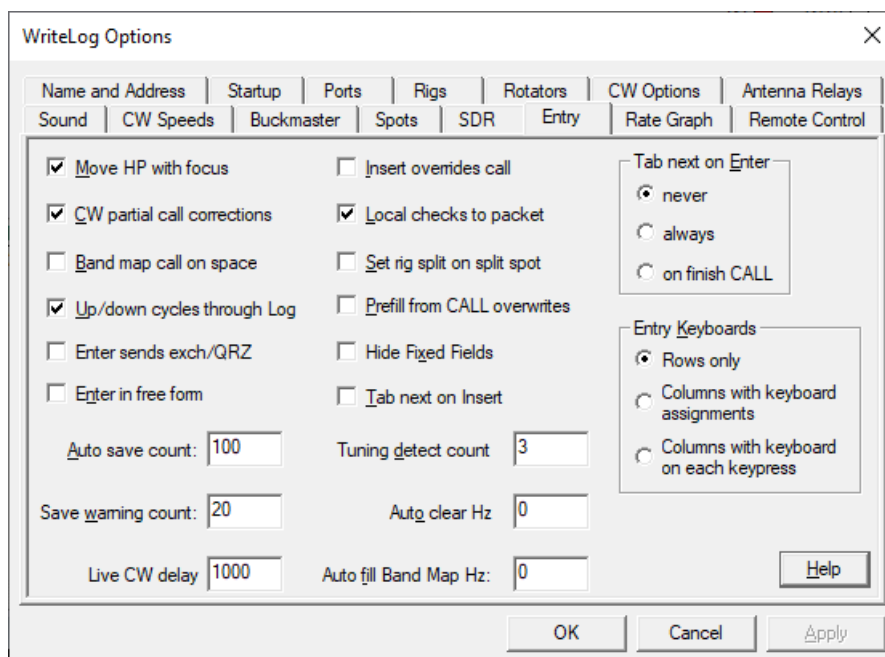 WriteLog Options
Name and Address Startup Ports Rigs Rotators CW Options Antenna Relays
Sound CW Speeds Buckmaster Spots SDR Entry Rate Graph Remote Control
Move HP with focus
CW partial call corrections
Band map call on space
Up/down cycles through Log
Enter sends exch/QRZ
Enter in free form
Insert overrides call
Local checks to packet
Set rig split on split spot
Prefill from CALL overwrites
Hide Fixed Fields
Tab next on Insert
Tab next on Enter
never
always
on finish CALL
Entry Keyboards
Rows only
Columns with keyboard
assignments
Columns with keyboard
on each keypress
Auto save count: 100
Save warning count: 20
Live CW delay 1000
Tuning detect count 3
Auto clear Hz 0
Auto fill Band Map Hz: 0
Help
OK Cancel Apply